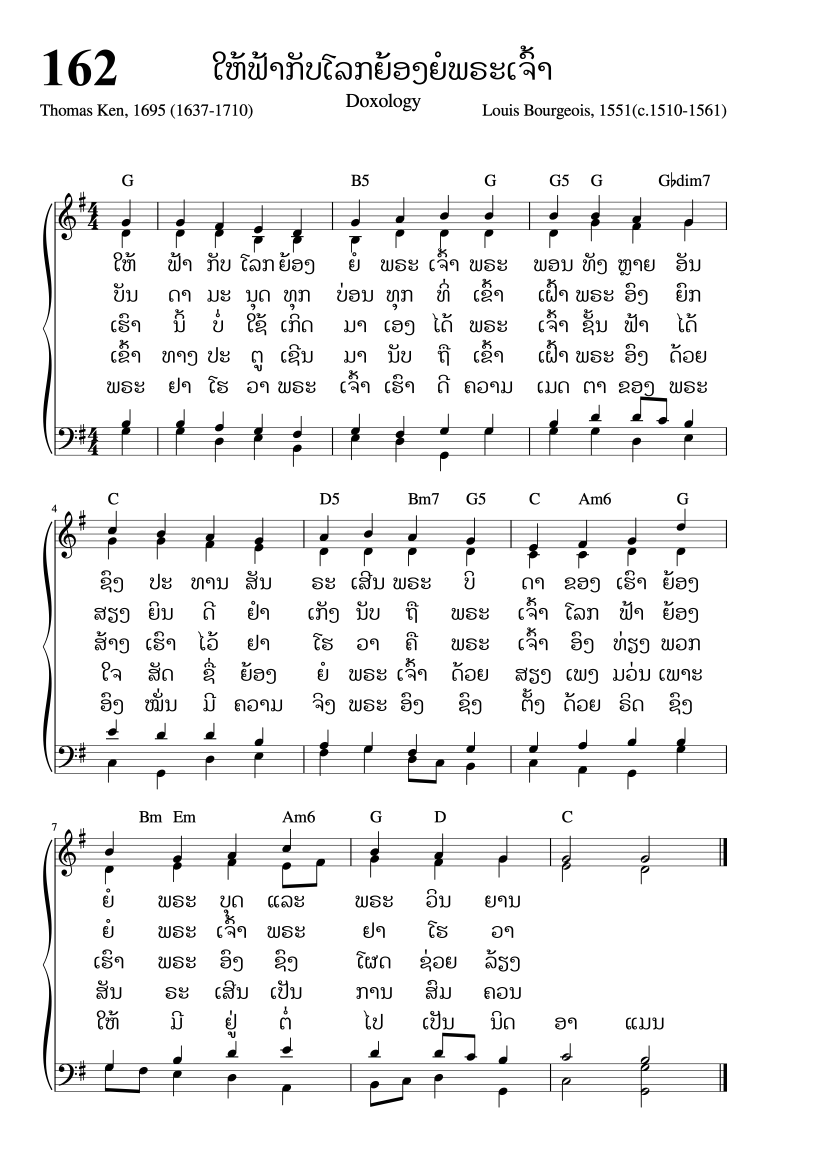 162
ໃຫ້ຟ້າກັບໂລກຍ້ອງຍໍພຣະເຈົ້າ
Doxology
Thomas Ken, 1695 (1637-1710)
Louis Bourgeois, 1551(c.1510-1561)
G B5 G G5 G G♭dim7
ໃຫ້ ຟ້າ ກັບ ໂລກ ຍ້ອງ ຍໍ ພຣະ ເຈົ້າ ພຣະ ພອນ ທັງ ຫຼາຍ ອັນ
ບັນ ດາ ມະ ນຸດ ທຸກ ບ່ອນ ທຸກ ທີ່ ເຂົ້າ ເຝົ້າ ພຣະ ອົງ ຍົກ
ເຮົາ ນີ້ ບໍ່ ໃຊ້ ເກີດ ມາ ເອງ ໄດ້ ພຣະ ເຈົ້າ ຊັ້ນ ຟ້າ ໄດ້
ເຂົ້າ ທາງ ປະ ຕູ ເຊີນ ມາ ນັບ ຖື ເຂົ້າ ເຝົ້າ ພຣະ ອົງ ດ້ວຍ
ພຣະ ຢາ ໂຮ ວາ ພຣະ ເຈົ້າ ເຮົາ ດີ ຄວາມ ເມດ ຕາ ຂອງ ພຣະ
4 C D5 Bm7 G5 C Am6 G
ຊົງ ປະ ທານ ສັນ ຣະ ເສີນ ພຣະ ບິ ດາ ຂອງ ເຮົາ ຍ້ອງ
ສຽງ ຍິນ ດີ ຢຳ ເກັງ ນັບ ຖື ພຣະ ເຈົ້າ ໂລກ ຟ້າ ຍ້ອງ
ສ້າງ ເຮົາ ໄວ້ ຢາ ໂຮ ວາ ຄື ພຣະ ເຈົ້າ ອົງ ທ່ຽງ ພວກ
ໃຈ ສັດ ຊື່ ຍ້ອງ ຍໍ ພຣະ ເຈົ້າ ດ້ວຍ ສຽງ ເພງ ມວ່ນ ເພາະ
ອົງ ໝັ່ນ ມີ ຄວາມ ຈິງ ພຣະ ອົງ ຊົງ ຕັ້ງ ດ້ວຍ ຣິດ ຊົງ
7 Bm Em Am6 G D C
ຍໍ ພຣະ ບຸດ ແລະ ພຣະ ວິນ ຍານ
ຍໍ ພຣະ ເຈົ້າ ພຣະ ຢາ ໂຮ ວາ
ເຮົາ ພຣະ ອົງ ຊົງ ໂຜດ ຊ່ວຍ ລ້ຽງ
ສັນ ຣະ ເສີນ ເປັນ ການ ສົມ ຄວນ
ໃຫ້ ມີ ຢູ່ ຕໍ່ ໄປ ເປັນ ນິດ ອາ ແມນ